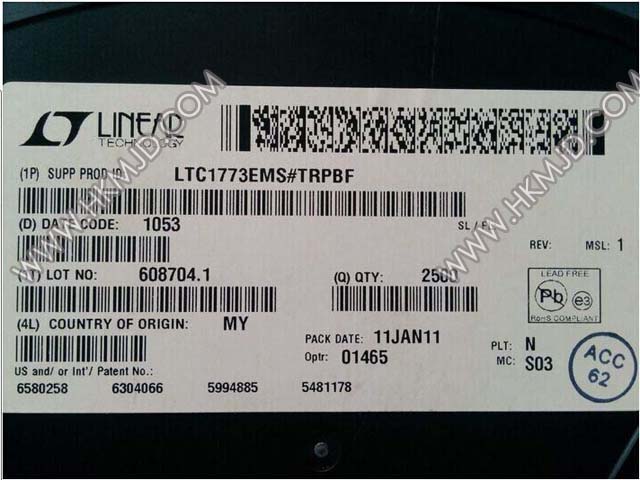 LINEAR
TECHNOLOGY
(1P) SUPP PROD ID: LTC1773EMS#TRPBF
(D) DATE CODE: 1053
SL / F
REV: MSL: 1
(1T) LOT NO: 608704.1
(Q) QTY: 2500
LEAD FREE
Pb e3
RoHS COMPLIANT
(4L) COUNTRY OF ORIGIN: MY
PACK DATE: 11JAN11
Optr: 01465
PLT: N
MC: S03
ACC
62
US and/ or Int'/ Patent No.:
6580258 6304066 5994885 5481178
WWW.HKMJD.COM
WWW.HKMJD.COM